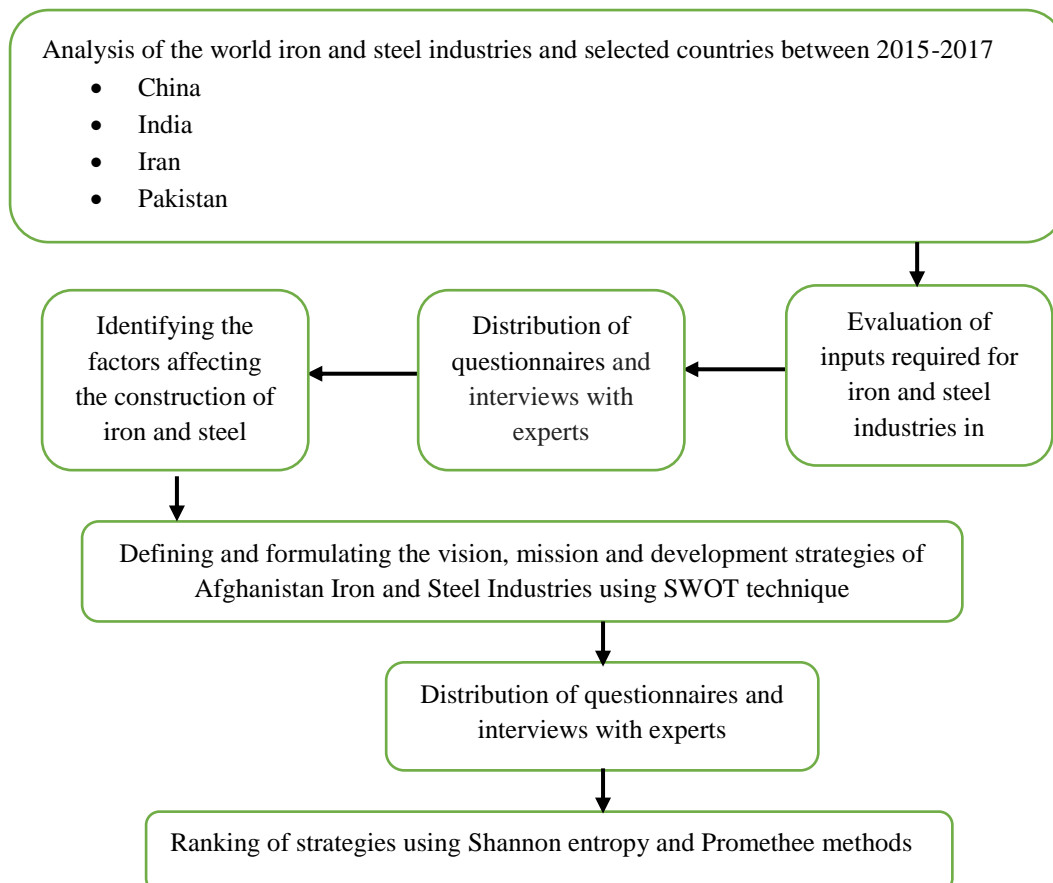 Analysis of the world iron and steel industries and selected countries between 2015-2017
• China
• India
• Iran
• Pakistan
Identifying the
factors affecting
the construction of
iron and steel
Distribution of
questionnaires and
interviews with
experts
Evaluation of
inputs required for
iron and steel
industries in
Defining and formulating the vision, mission and development strategies of
Afghanistan Iron and Steel Industries using SWOT technique
Distribution of questionnaires and
interviews with experts
Ranking of strategies using Shannon entropy and Promethee methods